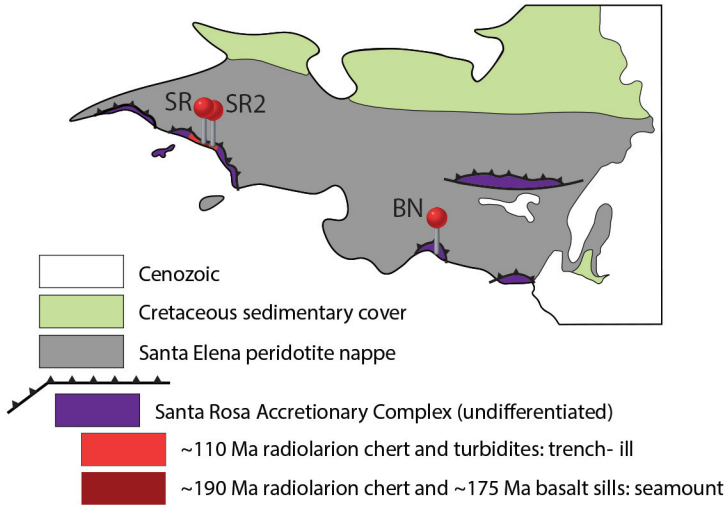 SR
SR2
BN
Cenozoic
Cretaceous sedimentary cover
Santa Elena peridotite nappe
Santa Rosa Accretionary Complex (undifferentiated)
~110 Ma radiolarion chert and turbidites: trench- ill
~190 Ma radiolarion chert and ~175 Ma basalt sills: seamount